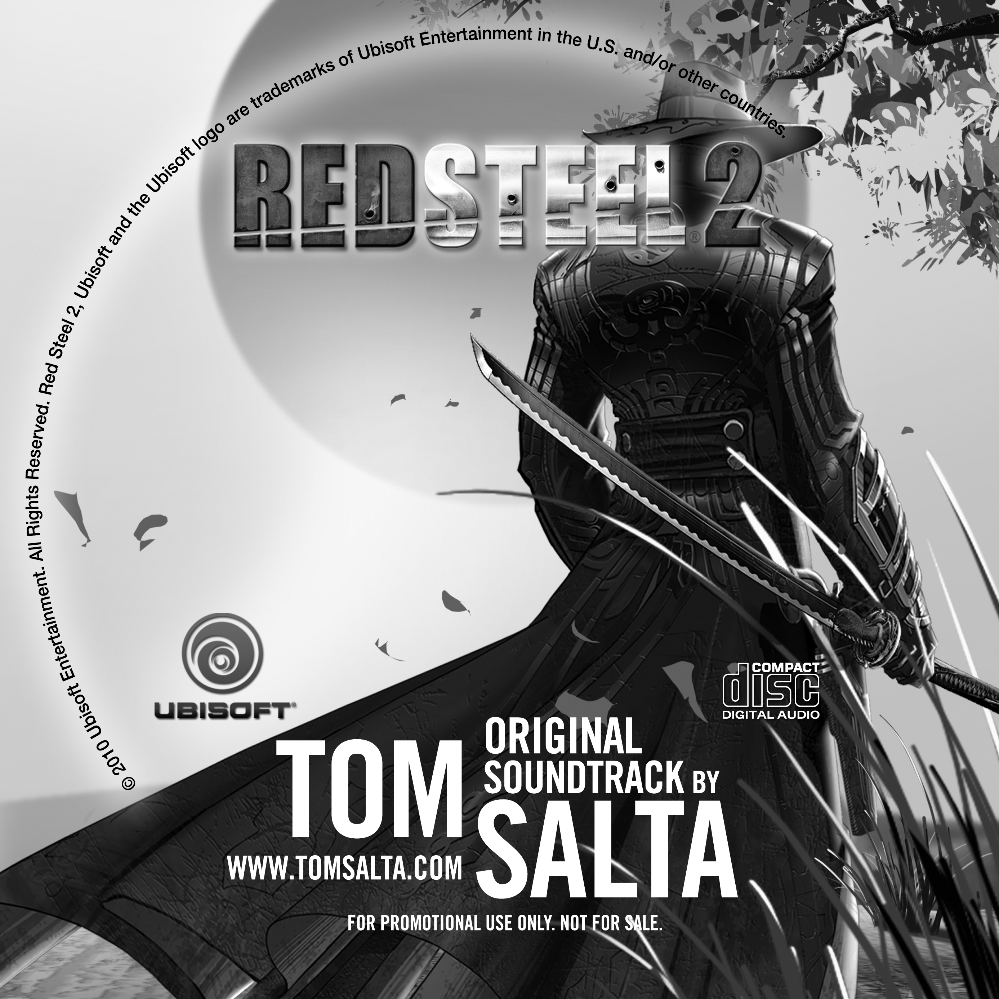 © 2010 Ubisoft Entertainment. All Rights Reserved. Red Steel 2, Ubisoft and the Ubisoft logo are trademarks of Ubisoft Entertainment in the U.S. and/or other countries.
REDSTEEL® 2
UBISOFT®
COMPACT
disc
DIGITAL AUDIO
ORIGINAL
SOUNDTRACK BY
TOM
SALTA
WWW.TOMSALTA.COM
FOR PROMOTIONAL USE ONLY. NOT FOR SALE.